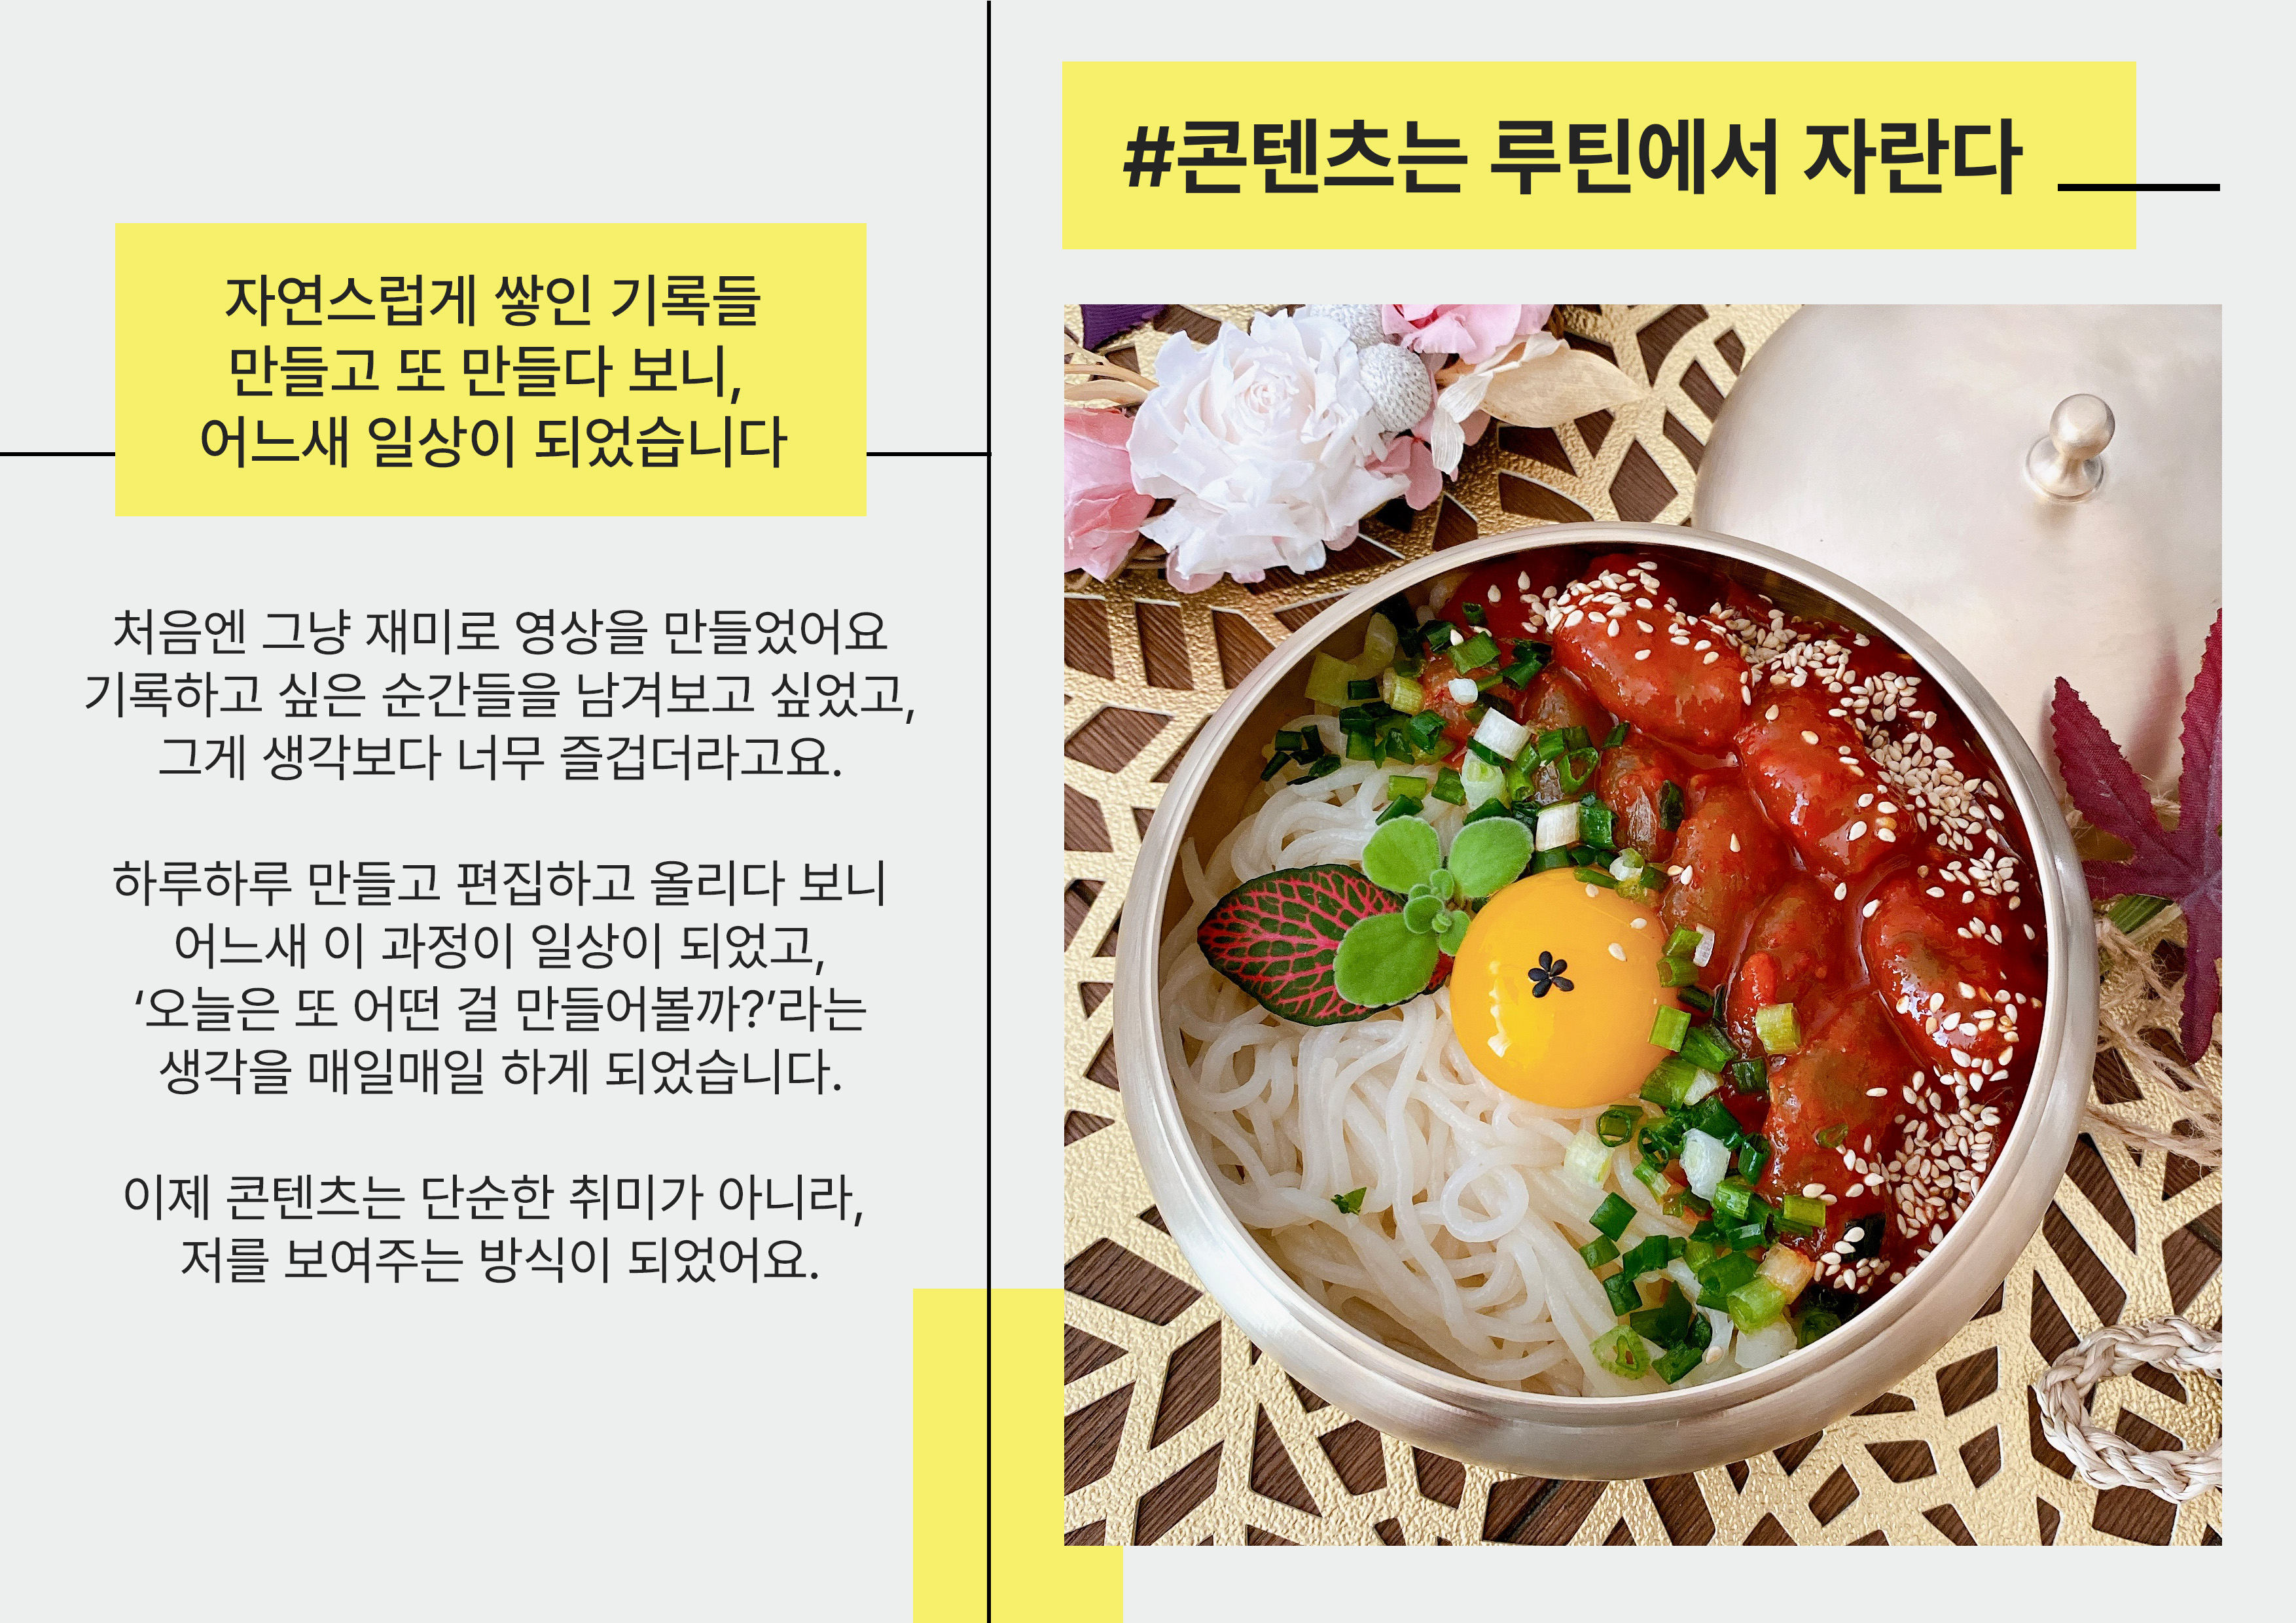 #콘텐츠는 루틴에서 자란다
자연스럽게 쌓인 기록들
만들고 또 만들다 보니,
어느새 일상이 되었습니다
처음엔 그냥 재미로 영상을 만들었어요
기록하고 싶은 순간들을 남겨보고 싶었고,
그게 생각보다 너무 즐겁더라고요.
하루하루 만들고 편집하고 올리다 보니
어느새 이 과정이 일상이 되었고,
‘오늘은 또 어떤 걸 만들어볼까?’라는
생각을 매일매일 하게 되었습니다.
이제 콘텐츠는 단순한 취미가 아니라,
저를 보여주는 방식이 되었어요.